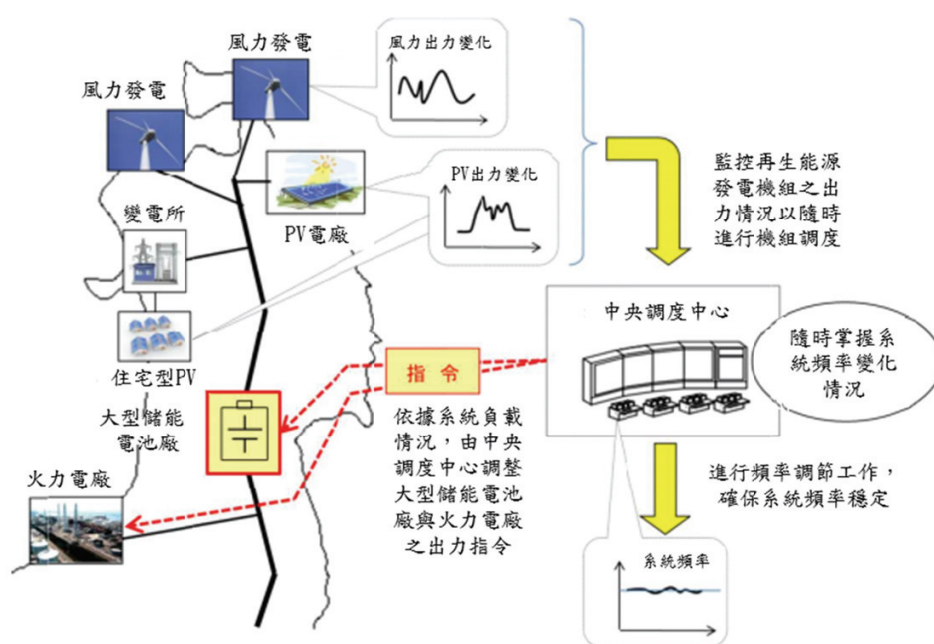 風力發電
風力出力變化
風力發電
PV出力變化
監控再生能源
發電機組之出
力情況以隨時
進行機組調度
變電所
PV電廠
中央調度中心
隨時掌握系
統頻率變化
情況
住宅型PV
指令
大型儲能
電池廠
依據系統負載
情況，由中央
調度中心調整
大型儲能電池
廠與火力電廠
之出力指令
火力電廠
進行頻率調節工作，
確保系統頻率穩定
系統頻率